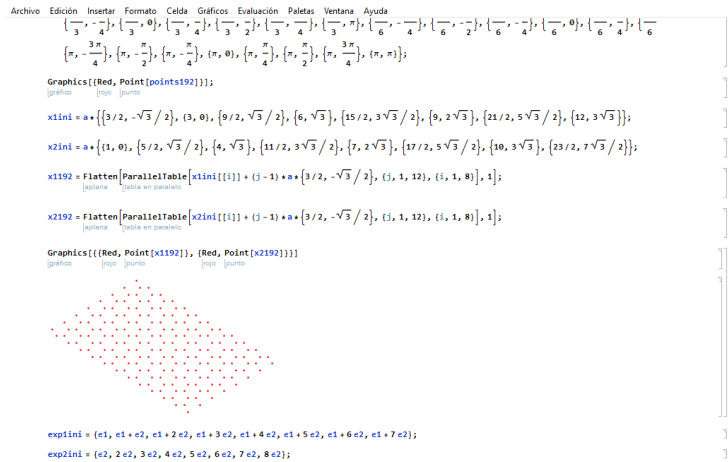 Archivo Edición Insertar Formato Celda Gráficos Evaluación Paletas Ventana Ayuda
{π, -3π/4}, {π, -π/2}, {π, -π/4}, {π, 0}, {π, π/4}, {π, π/2}, {π, 3π/4}, {π, π}};
Graphics[{Red, Point[points192]}];
gráfico rojo punto
x1ini = a*{{3/2, -√3/2}, {3, 0}, {9/2, √3/2}, {6, √3}, {15/2, 3√3/2}, {9, 2√3}, {21/2, 5√3/2}, {12, 3√3}};
x2ini = a*{{1, 0}, {5/2, √3/2}, {4, √3}, {11/2, 3√3/2}, {7, 2√3}, {17/2, 5√3/2}, {10, 3√3}, {23/2, 7√3/2}};
x1192 = Flatten[ParallelTable[x1ini[[i]] + (j-1)*a*{3/2, -√3/2}, {j, 1, 12}, {i, 1, 8}], 1];
aplana tabla en paralelo
x2192 = Flatten[ParallelTable[x2ini[[i]] + (j-1)*a*{3/2, -√3/2}, {j, 1, 12}, {i, 1, 8}], 1];
aplana tabla en paralelo
Graphics[{{Red, Point[x1192]}, {Red, Point[x2192]}}]
gráfico rojo punto rojo punto
exp1ini = {e1, e1 + e2, e1 + 2 e2, e1 + 3 e2, e1 + 4 e2, e1 + 5 e2, e1 + 6 e2, e1 + 7 e2};
exp2ini = {e2, 2 e2, 3 e2, 4 e2, 5 e2, 6 e2, 7 e2, 8 e2};